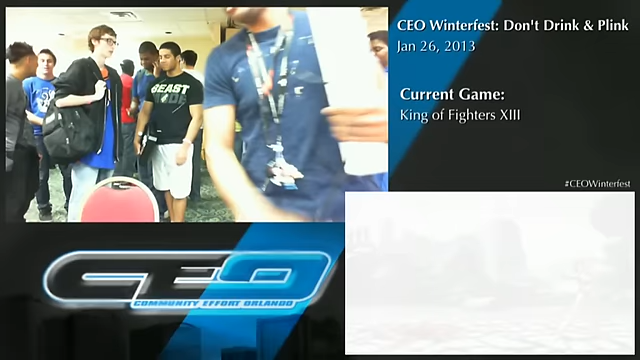 CEO Winterfest: Don't Drink & Plink
Jan 26, 2013
Current Game:
King of Fighters XIII
#CEOWinterfest
BEAST
MODE
CEO
COMMUNITY EFFORT ORLANDO